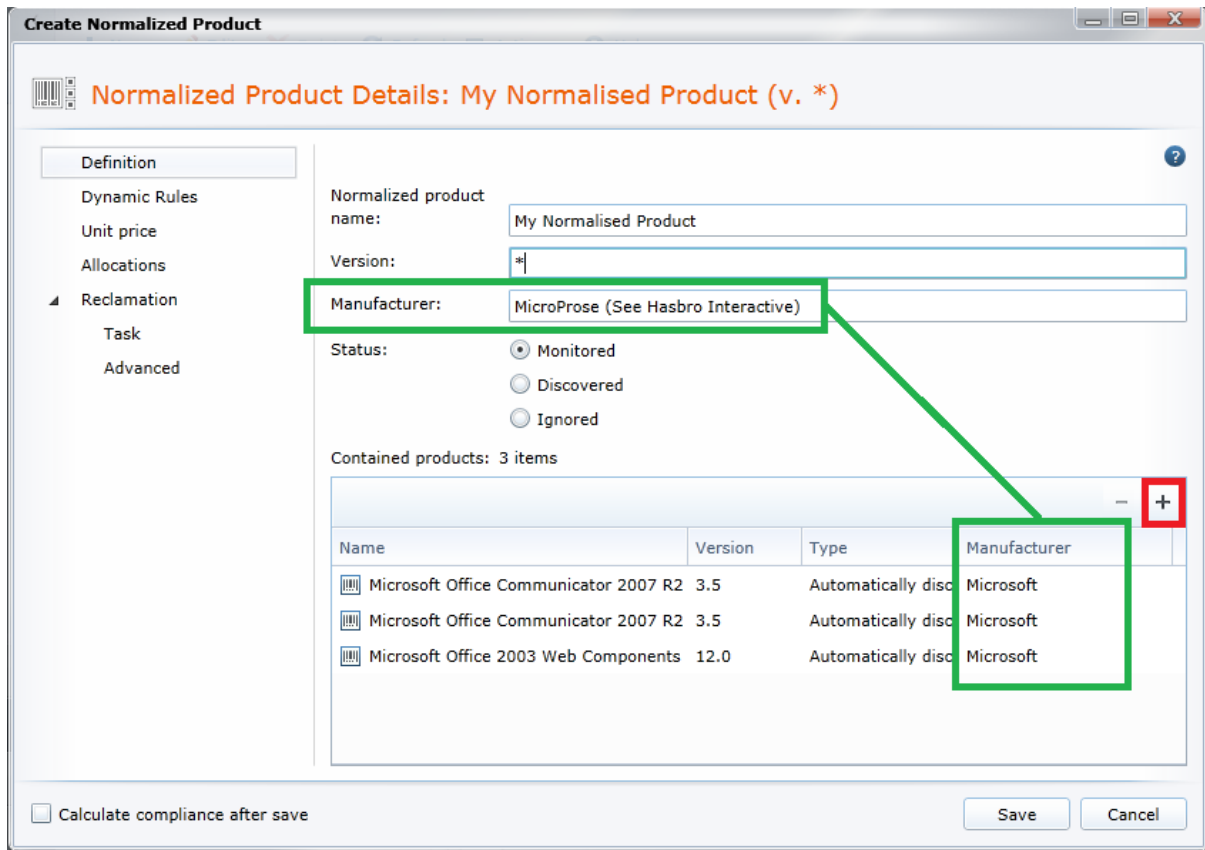 Create Normalized Product
Normalized Product Details: My Normalised Product (v. *)
Definition
Dynamic Rules
Unit price
Allocations
Reclamation
Task
Advanced
?
Normalized product
name:
My Normalised Product
Version:
*
Manufacturer:
MicroProse (See Hasbro Interactive)
Status:
Monitored
Discovered
Ignored
Contained products: 3 items
− +
Name Version Type Manufacturer
Microsoft Office Communicator 2007 R2 3.5 Automatically disc Microsoft
Microsoft Office Communicator 2007 R2 3.5 Automatically disc Microsoft
Microsoft Office 2003 Web Components 12.0 Automatically disc Microsoft
Calculate compliance after save
Save Cancel